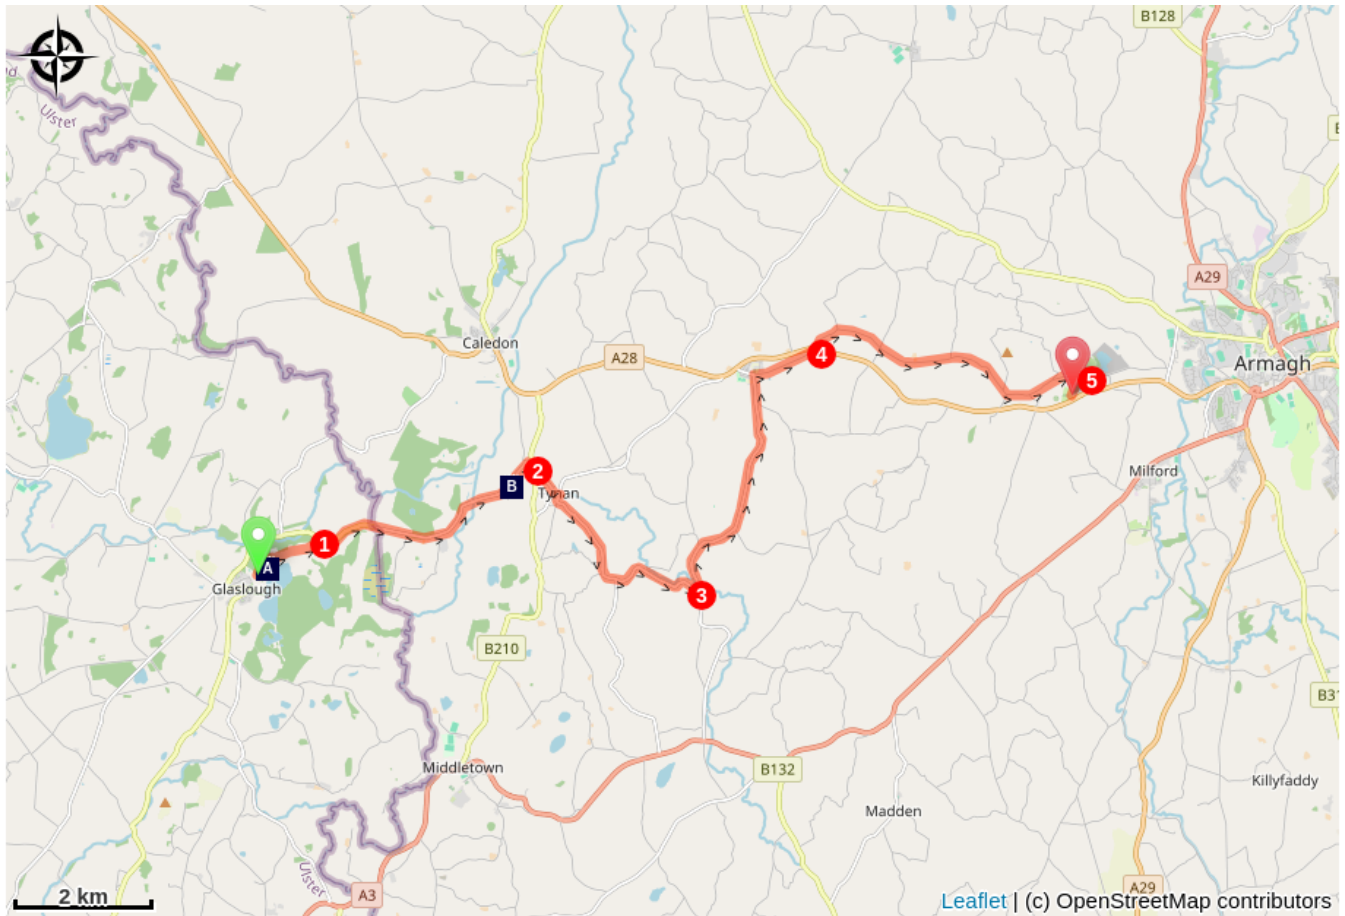 B128
Ulster
A29
Caledon
A28
4
Armagh
5
2
B
Tynan
Milford
1
A
Glaslough
3
B210
B31
Middletown
B132
Killyfaddy
Madden
Ulster
A3
A29
2 km
Leaflet | (c) OpenStreetMap contributors